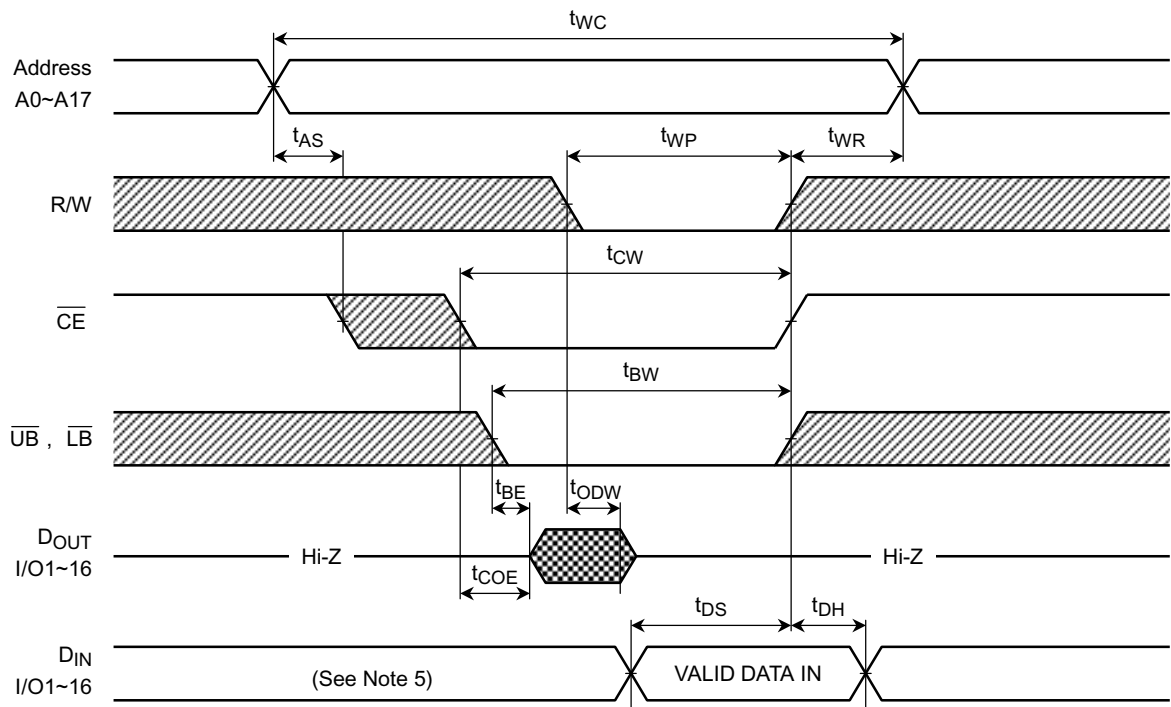 tWC
Address
A0~A17
tAS
tWP
tWR
R/W
tCW
CE
tBW
UB , LB
tBE
tODW
DOUT
I/O1~16
Hi-Z
Hi-Z
tCOE
tDS
tDH
DIN
I/O1~16
(See Note 5)
VALID DATA IN